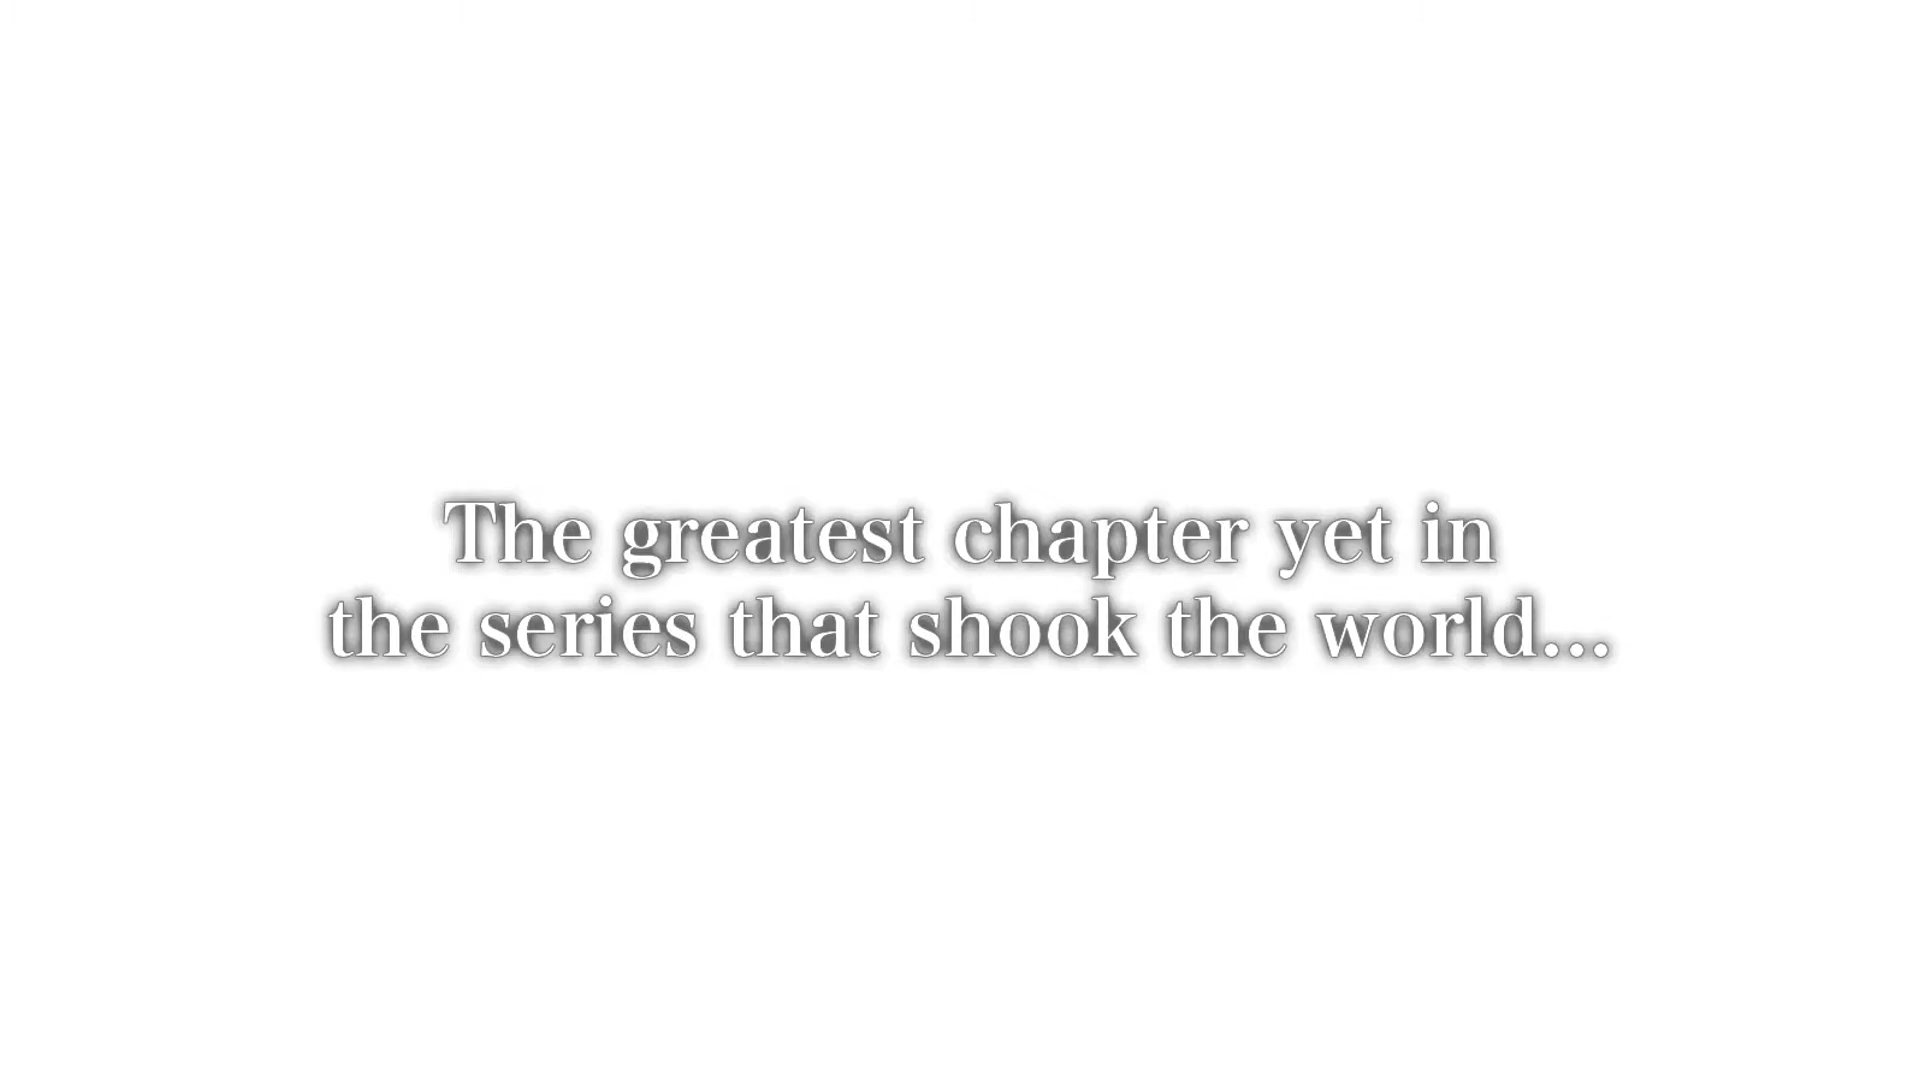 The greatest chapter yet in
the series that shook the world...